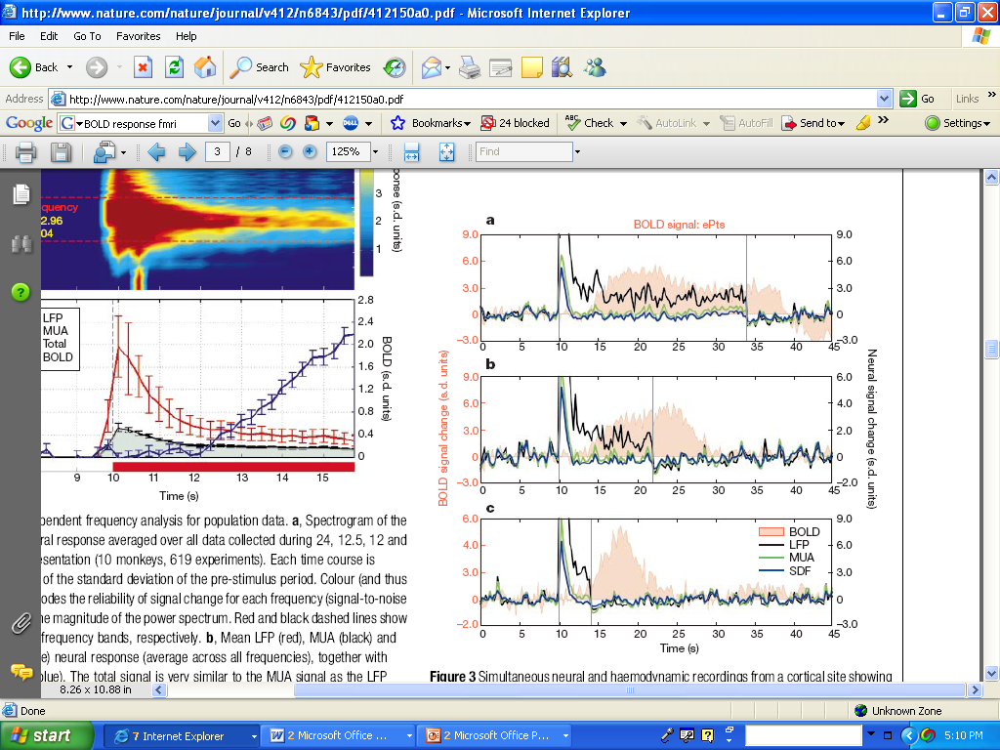 http://www.nature.com/nature/journal/v412/n6843/pdf/412150a0.pdf - Microsoft Internet Explorer
File Edit Go To Favorites Help
Back Search Favorites
Address http://www.nature.com/nature/journal/v412/n6843/pdf/412150a0.pdf Go Links »
Google G BOLD response fmri Go DELL Bookmarks 24 blocked ABC Check AutoLink AutoFill Send to » Settings
3 / 8 125% Find
quency
2.96
04
3
2
1
ponse (s.d. units)
LFP
MUA
Total
BOLD
2.8
2.4
2.0
1.6
1.2
0.8
0.4
0
BOLD (s.d. units)
9 10 11 12 13 14 15
Time (s)
pendent frequency analysis for population data. a, Spectrogram of the
ral response averaged over all data collected during 24, 12.5, 12 and
esentation (10 monkeys, 619 experiments). Each time course is
of the standard deviation of the pre-stimulus period. Colour (and thus
odes the reliability of signal change for each frequency (signal-to-noise
he magnitude of the power spectrum. Red and black dashed lines show
frequency bands, respectively. b, Mean LFP (red), MUA (black) and
e) neural response (average across all frequencies), together with
olue). The total signal is very similar to the MUA signal as the LFP
a
BOLD signal: ePts
9.0 9.0
6.0 6.0
3.0 3.0
0 0
–3.0 –3.0
0 5 10 15 20 25 30 35 40 45
b
9.0 6.0
6.0 4.0
3.0 2.0
0 0
–3.0 –2.0
0 5 10 15 20 25 30 35 40 45
c
6.0 9.0
4.0 6.0
2.0 3.0
0 0
–2.0 –3.0
0 5 10 15 20 25 30 35 40 45
Time (s)
BOLD
LFP
MUA
SDF
BOLD signal change (s.d. units)
Neural signal change (s.d. units)
Figure 3 Simultaneous neural and haemodynamic recordings from a cortical site showing
8.26 x 10.88 in
Done Unknown Zone
start 7 Internet Explorer 2 Microsoft Office ... 2 Microsoft Office P... 5:10 PM